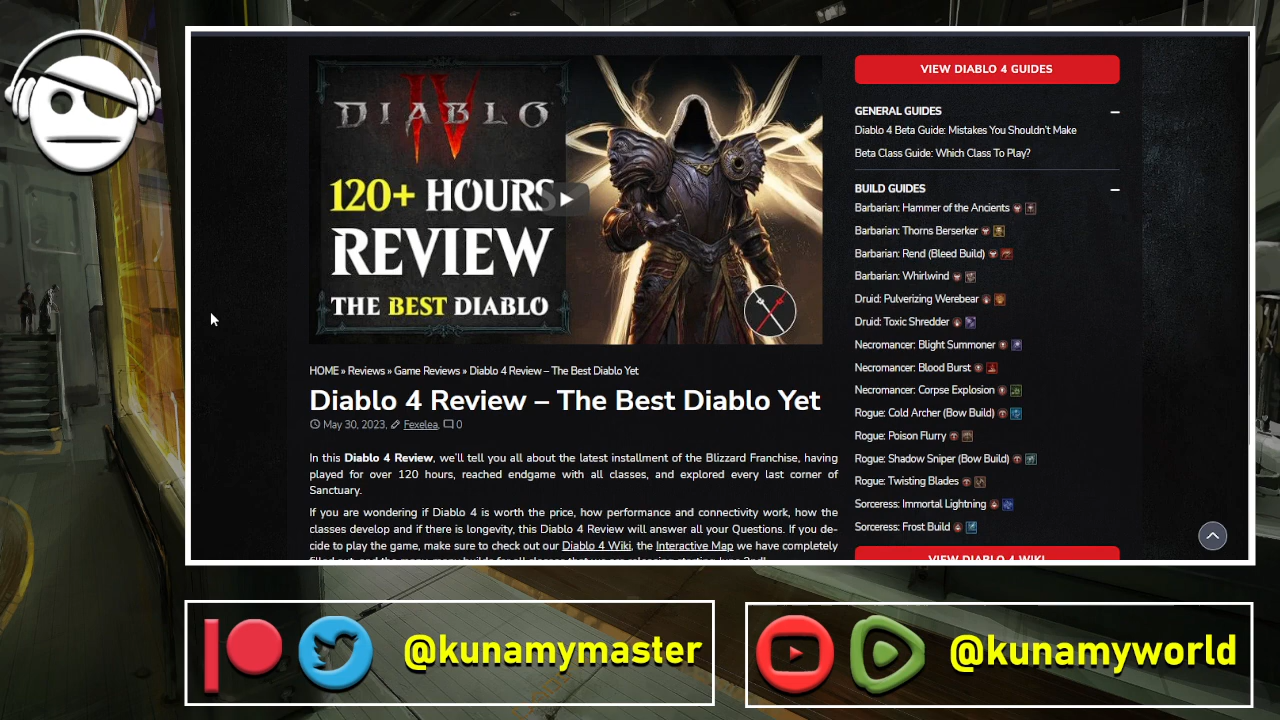 DIABLO
IV
120+ HOURS
REVIEW
THE BEST DIABLO
HOME » Reviews » Game Reviews » Diablo 4 Review – The Best Diablo Yet
Diablo 4 Review – The Best Diablo Yet
May 30, 2023, Fexelea, 0
In this Diablo 4 Review, we'll tell you all about the latest installment of the Blizzard Franchise, having
played for over 120 hours, reached endgame with all classes, and explored every last corner of
Sanctuary.
If you are wondering if Diablo 4 is worth the price, how performance and connectivity work, how the
classes develop and if there is longevity, this Diablo 4 Review will answer all your Questions. If you de-
cide to play the game, make sure to check out our Diablo 4 Wiki, the Interactive Map we have completely
VIEW DIABLO 4 GUIDES
GENERAL GUIDES
Diablo 4 Beta Guide: Mistakes You Shouldn't Make
Beta Class Guide: Which Class To Play?
BUILD GUIDES
Barbarian: Hammer of the Ancients
Barbarian: Thorns Berserker
Barbarian: Rend (Bleed Build)
Barbarian: Whirlwind
Druid: Pulverizing Werebear
Druid: Toxic Shredder
Necromancer: Blight Summoner
Necromancer: Blood Burst
Necromancer: Corpse Explosion
Rogue: Cold Archer (Bow Build)
Rogue: Poison Flurry
Rogue: Shadow Sniper (Bow Build)
Rogue: Twisting Blades
Sorceress: Immortal Lightning
Sorceress: Frost Build
VIEW DIABLO 4 WIKI
@kunamymaster
@kunamyworld